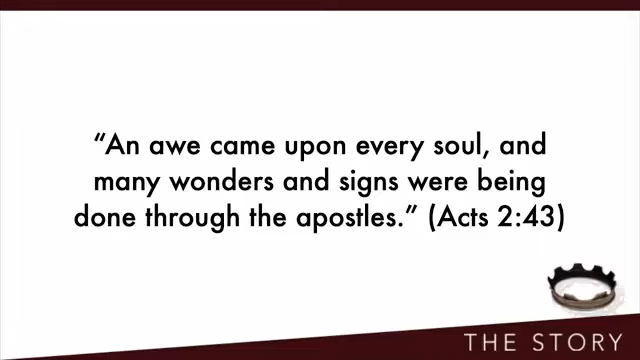 “An awe came upon every soul, and
many wonders and signs were being
done through the apostles.” (Acts 2:43)
THE STORY